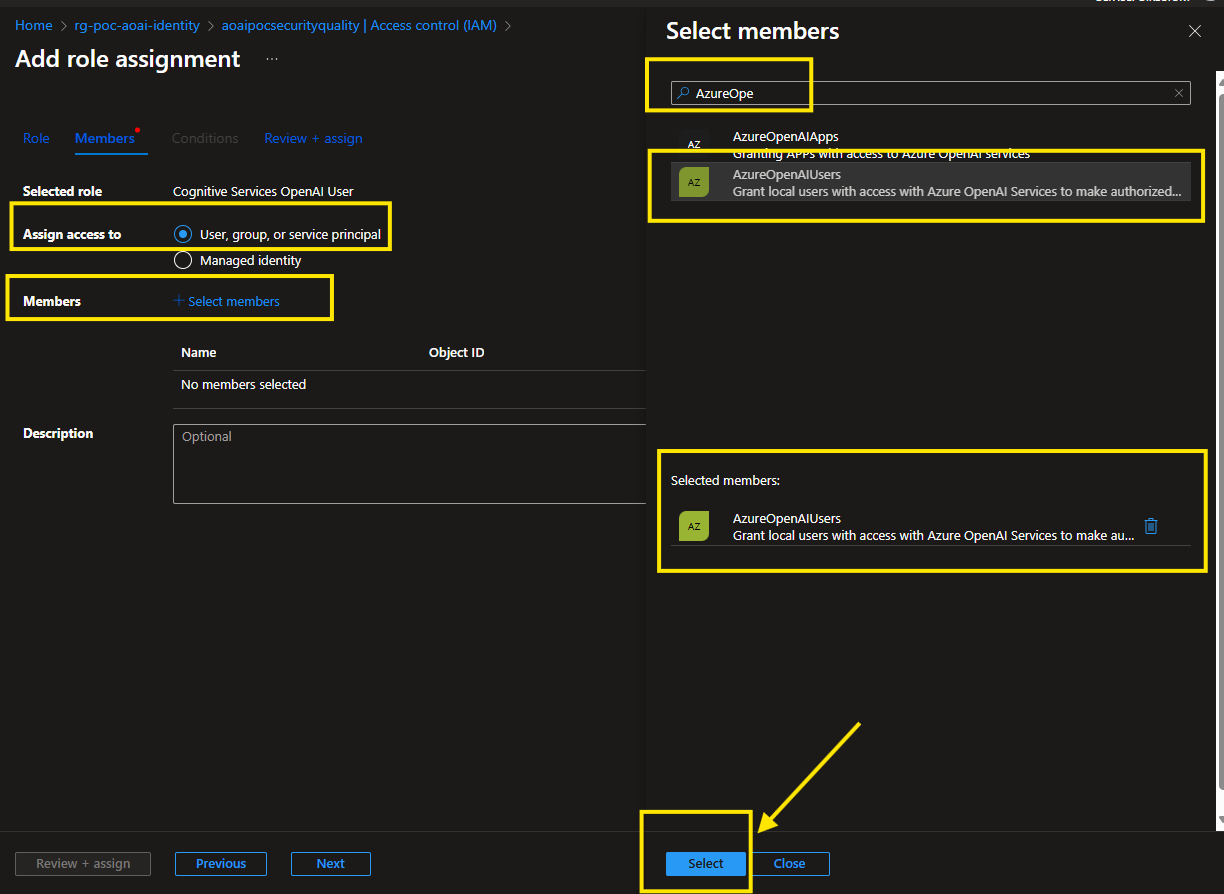 Home > rg-poc-aoai-identity > aoaipocsecurityquality | Access control (IAM) >
Add role assignment ...
Role Members Conditions Review + assign
Selected role Cognitive Services OpenAI User
Assign access to User, group, or service principal
Managed identity
Members + Select members
Name Object ID
No members selected
Description Optional
Review + assign Previous Next
Select members
AzureOpe
AZ AzureOpenAIApps
Granting APPs with access to Azure OpenAI services
AZ AzureOpenAIUsers
Grant local users with access with Azure OpenAI Services to make authorized...
Selected members:
AZ AzureOpenAIUsers
Grant local users with access with Azure OpenAI Services to make au...
Select Close